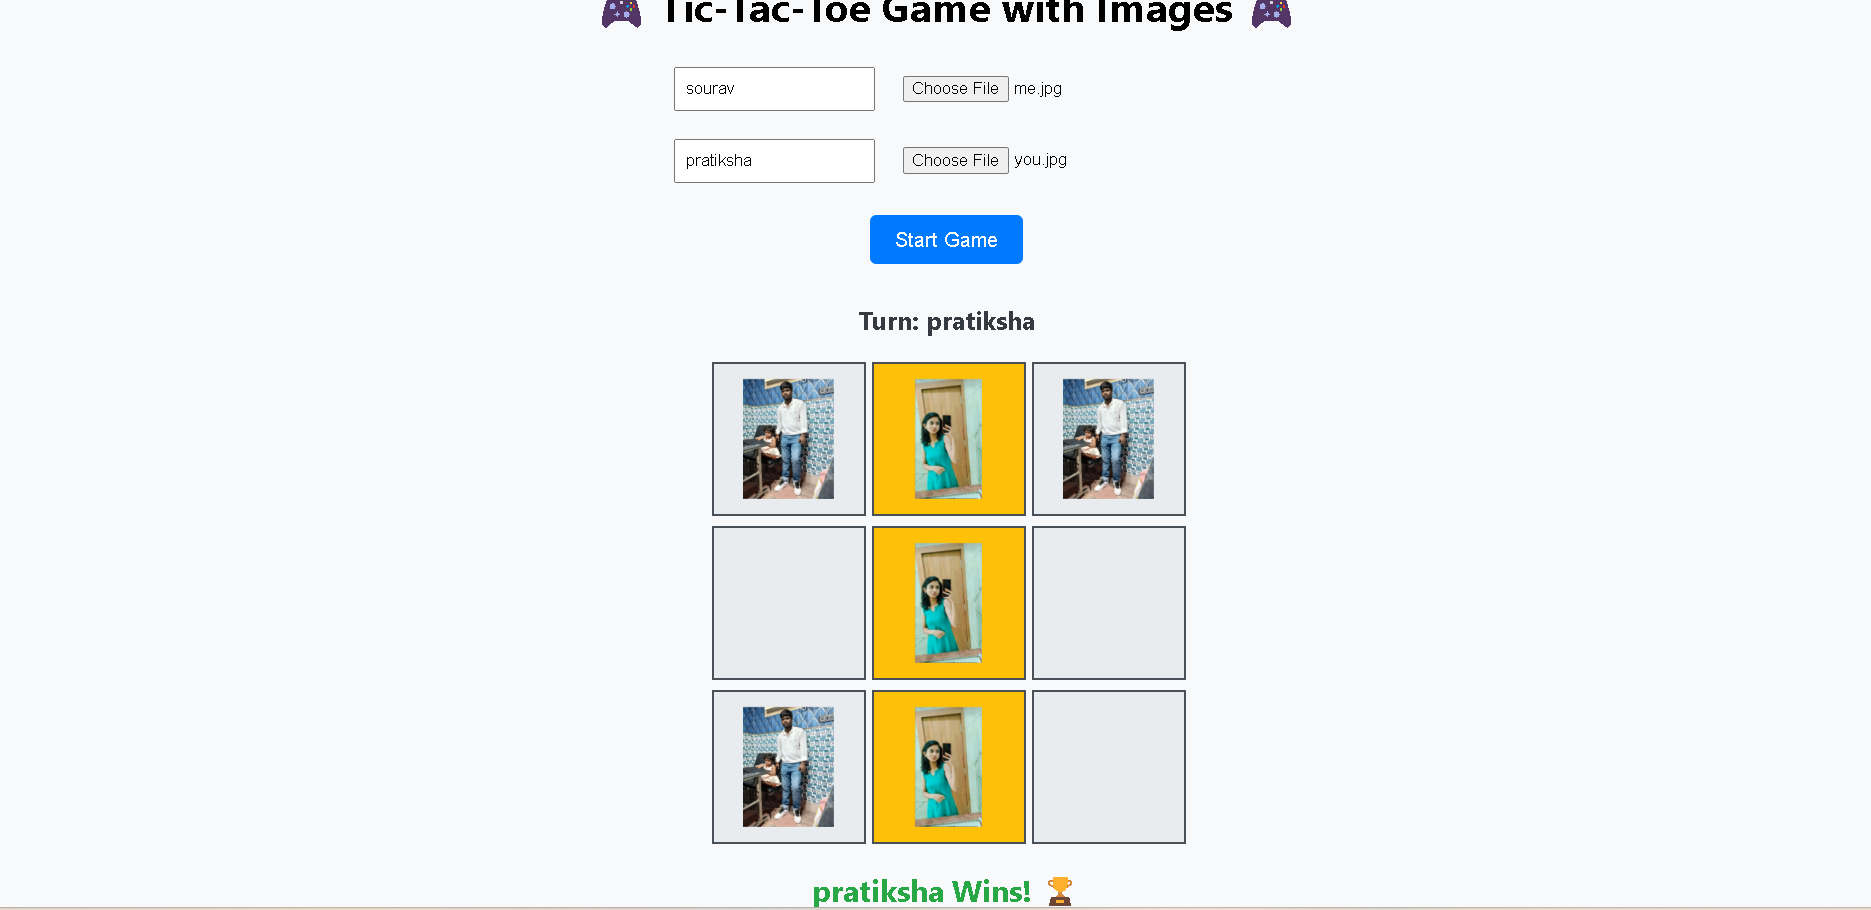 🎮 Tic-Tac-Toe Game with Images 🎮
sourav Choose File me.jpg
pratiksha Choose File you.jpg
Start Game
Turn: pratiksha
pratiksha Wins! 🏆